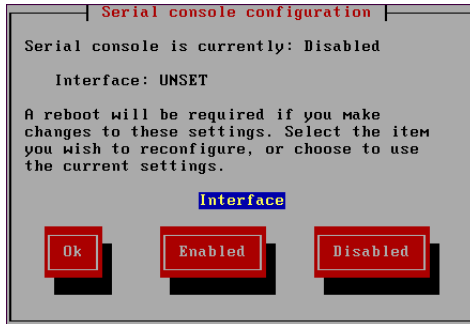 Serial console configuration
Serial console is currently: Disabled
Interface: UNSET
A reboot will be required if you make
changes to these settings. Select the item
you wish to reconfigure, or choose to use
the current settings.
Interface
Ok Enabled Disabled